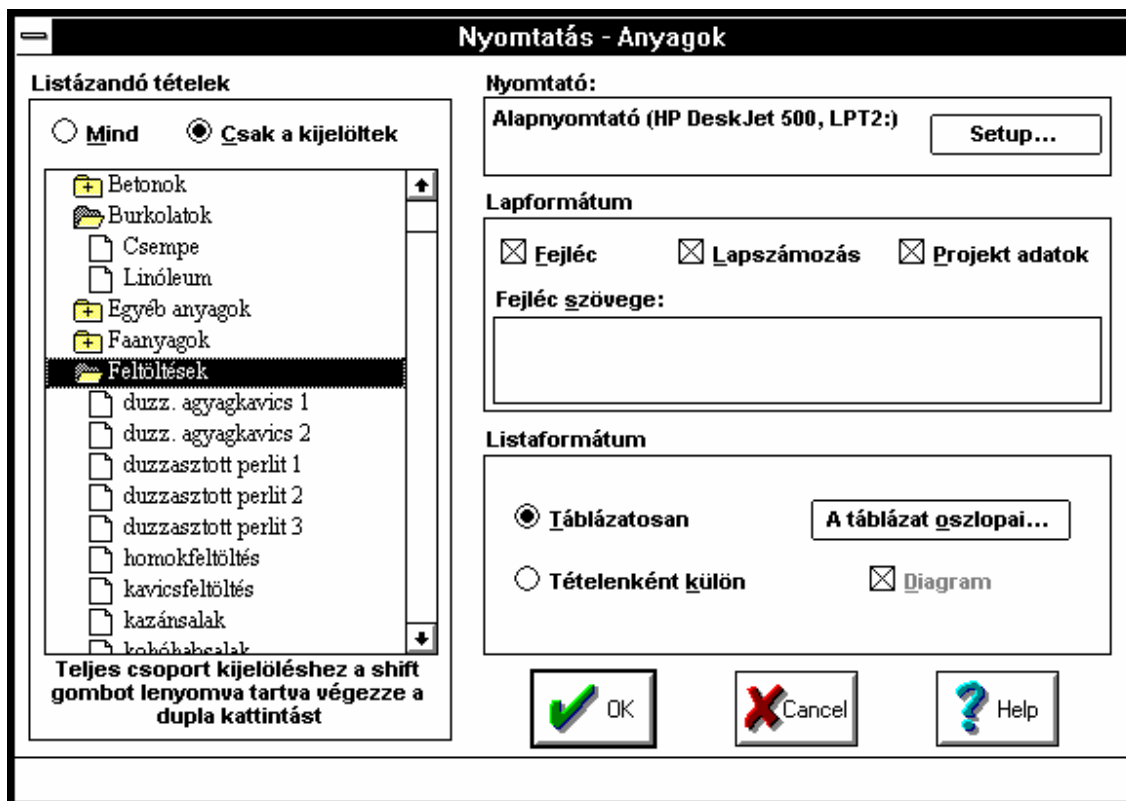 Nyomtatás - Anyagok
Listázandó tételek
Mind
Csak a kijelöltek
Betonok
Burkolatok
Csempe
Linóleum
Egyéb anyagok
Faanyagok
Feltöltések
duzz. agyagkavics 1
duzz. agyagkavics 2
duzzasztott perlit 1
duzzasztott perlit 2
duzzasztott perlit 3
homokfeltöltés
kavicsfeltöltés
kazánsalak
kohóhabsalak
Teljes csoport kijelöléshez a shift
gombot lenyomva tartva végezze a
dupla kattintást
Nyomtató:
Alapnyomtató (HP DeskJet 500, LPT2:)
Setup...
Lapformátum
Fejléc
Lapszámozás
Projekt adatok
Fejléc szövege:
Listaformátum
Táblázatosan
A táblázat oszlopai...
Tételenként külön
Diagram
OK
Cancel
Help